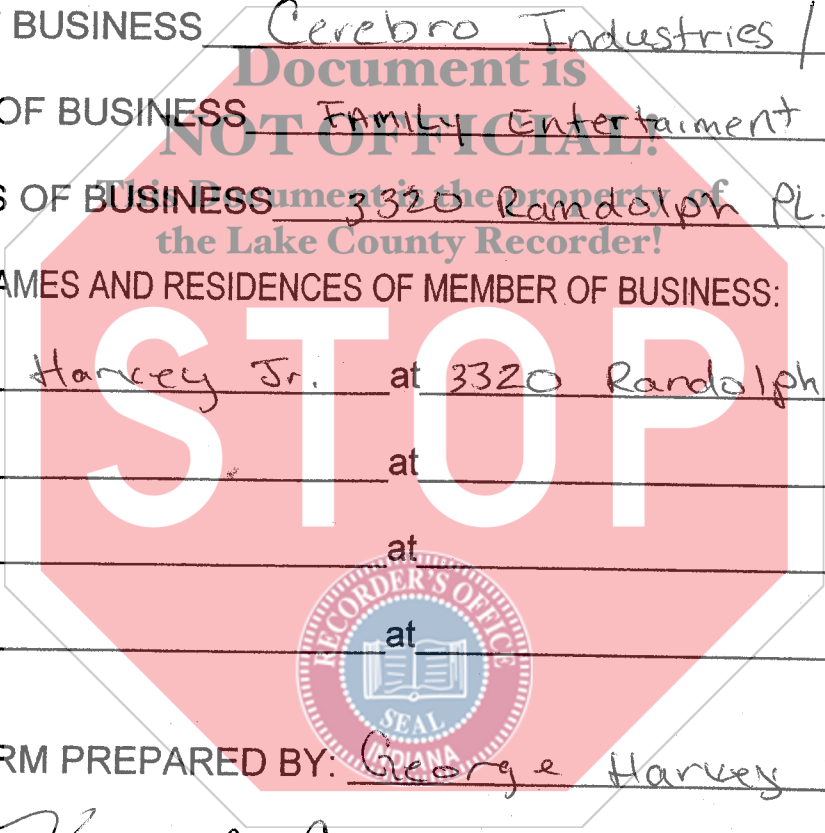 BUSINESS Cerebro Industries /
Document is
OF BUSINESS FAMILY Entertaiment
NOT OFFICIAL!
S OF BUSINESS 3320 Randolph PL.
This Document is the property of
the Lake County Recorder!
AMES AND RESIDENCES OF MEMBER OF BUSINESS:
STOP
Harvey Jr. at 3320 Randolph
at
at
at
RECORDER'S OFFICE
SEAL
INDIANA
RM PREPARED BY: George Harvey